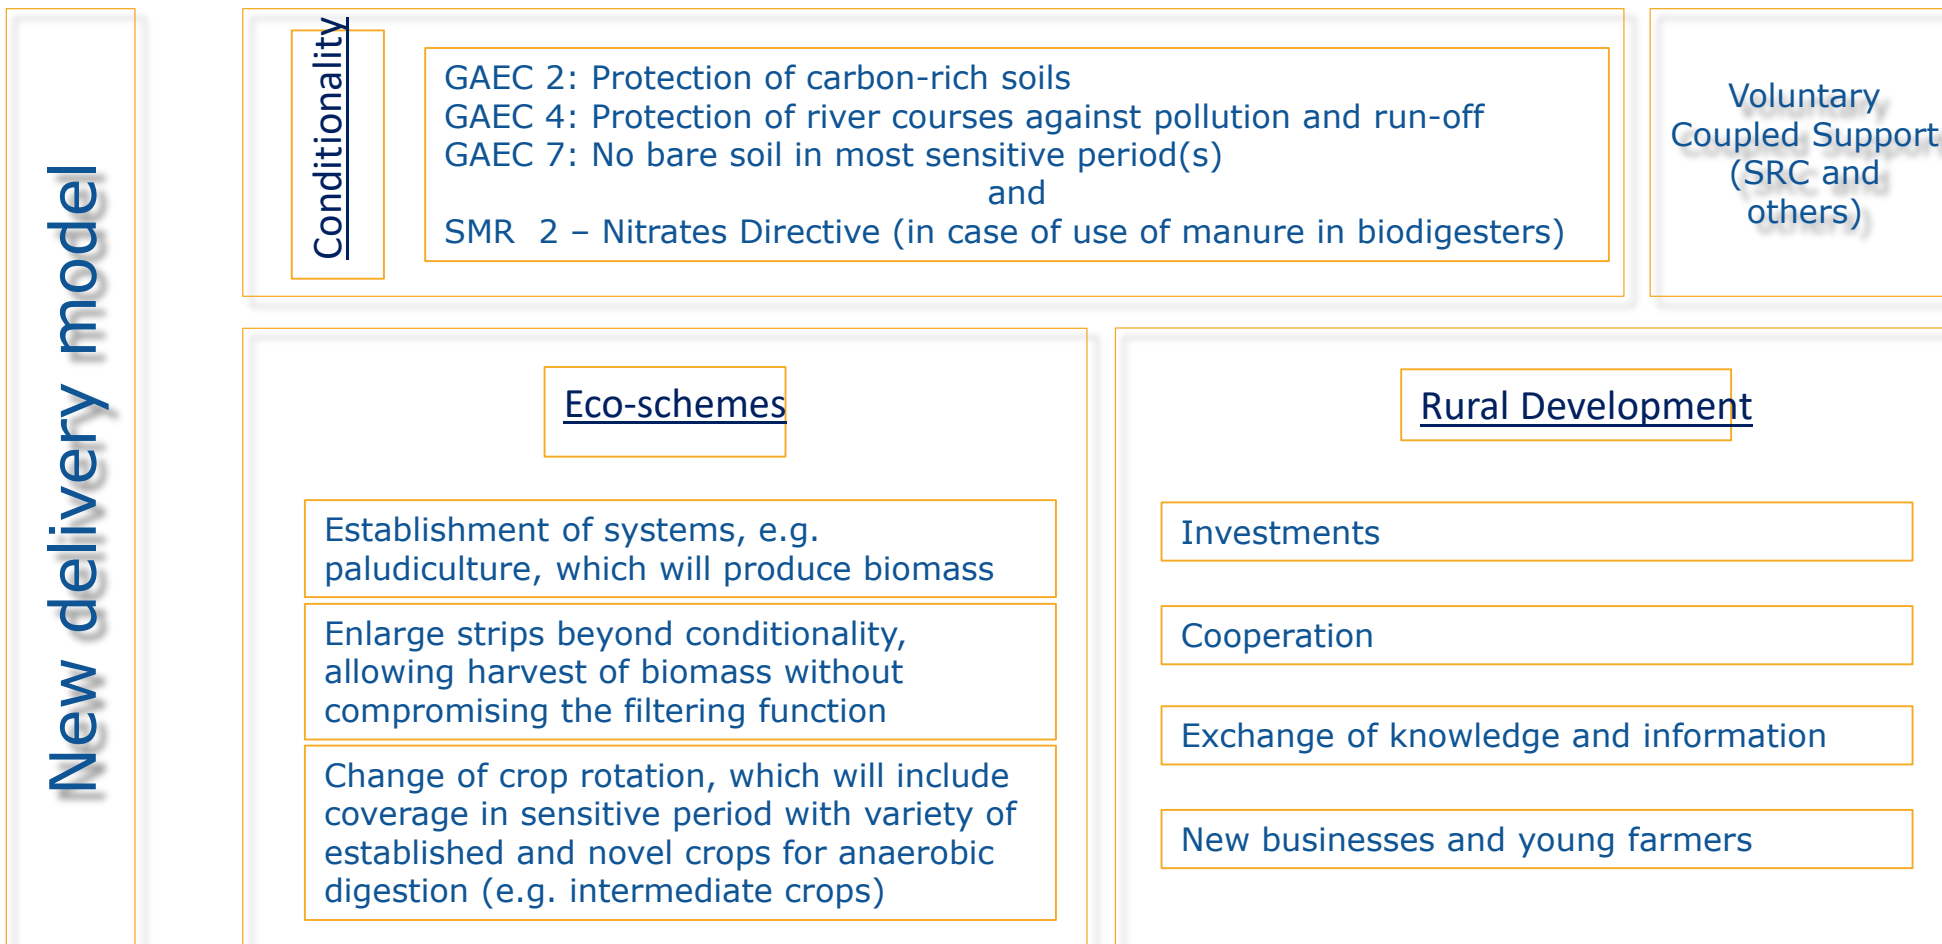 New delivery model
Conditionality
GAEC 2: Protection of carbon-rich soils
GAEC 4: Protection of river courses against pollution and run-off
GAEC 7: No bare soil in most sensitive period(s)
and
SMR 2 – Nitrates Directive (in case of use of manure in biodigesters)
Voluntary
Coupled Support
(SRC and
others)
Eco-schemes
Establishment of systems, e.g.
paludiculture, which will produce biomass
Enlarge strips beyond conditionality,
allowing harvest of biomass without
compromising the filtering function
Change of crop rotation, which will include
coverage in sensitive period with variety of
established and novel crops for anaerobic
digestion (e.g. intermediate crops)
Rural Development
Investments
Cooperation
Exchange of knowledge and information
New businesses and young farmers